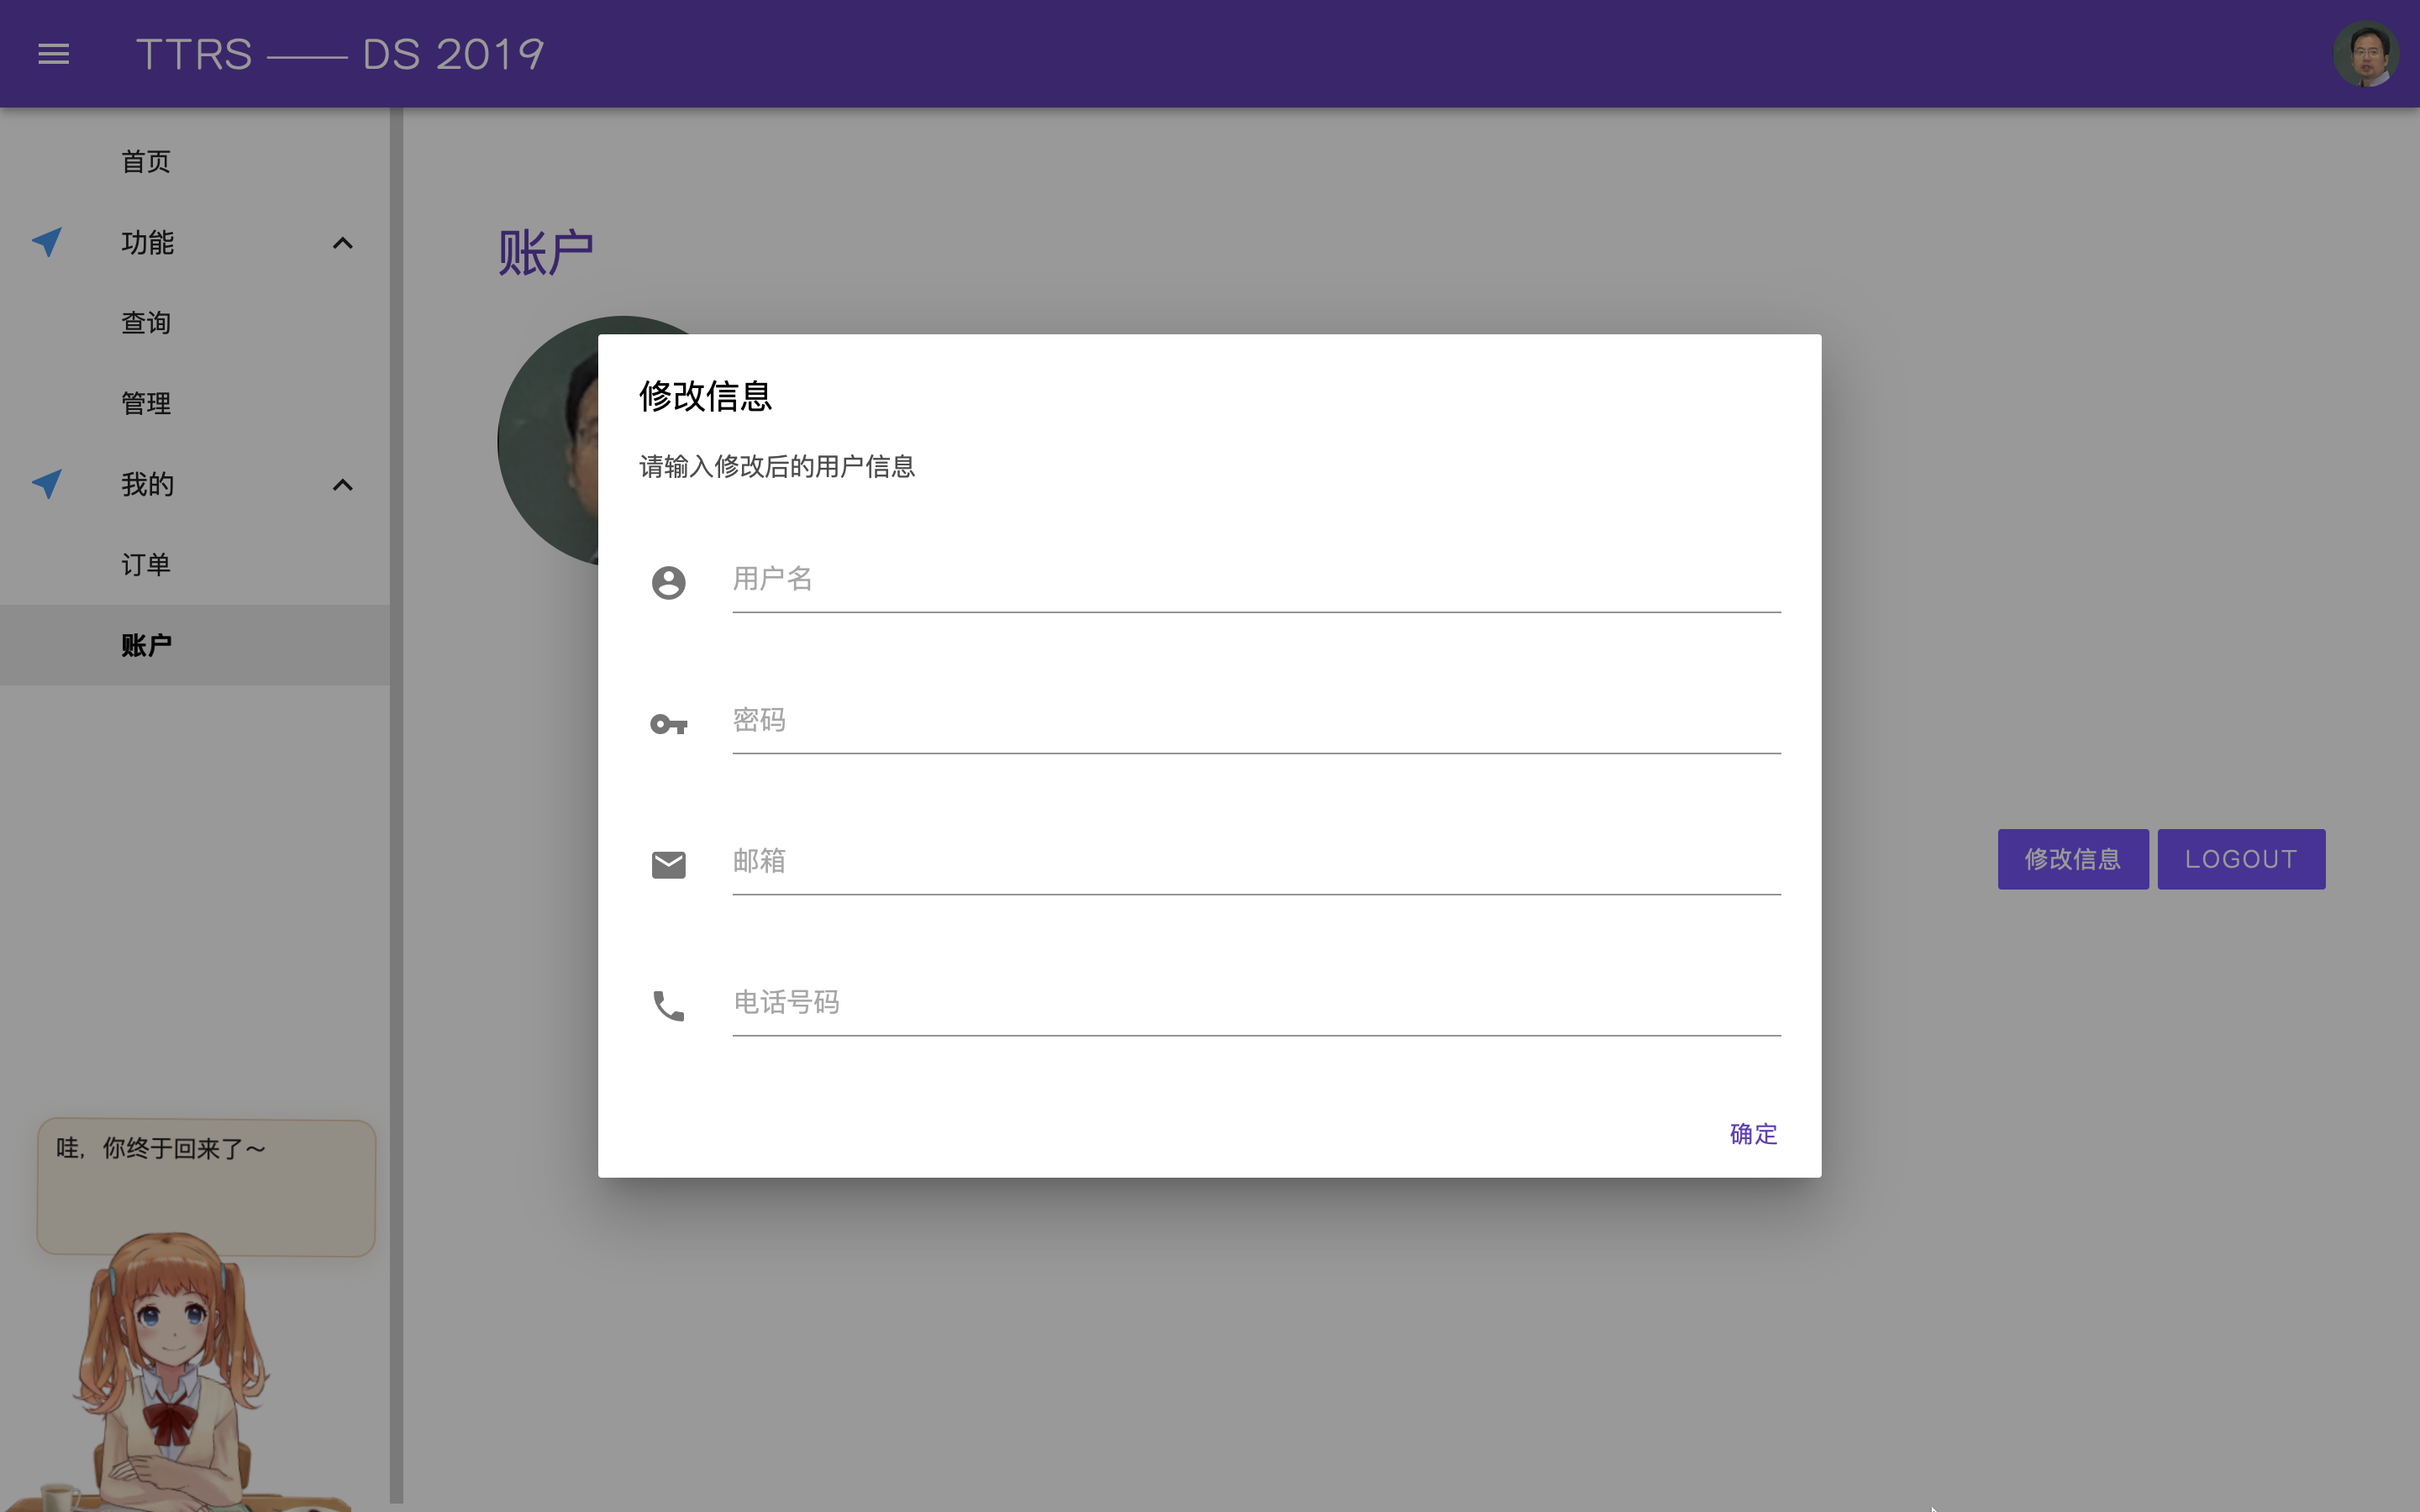 TTRS —— DS 2019
首页
功能
查询
管理
我的
订单
账户
哇，你终于回来了～
账户
修改信息
请输入修改后的用户信息
用户名
密码
邮箱
电话号码
确定
修改信息
LOGOUT